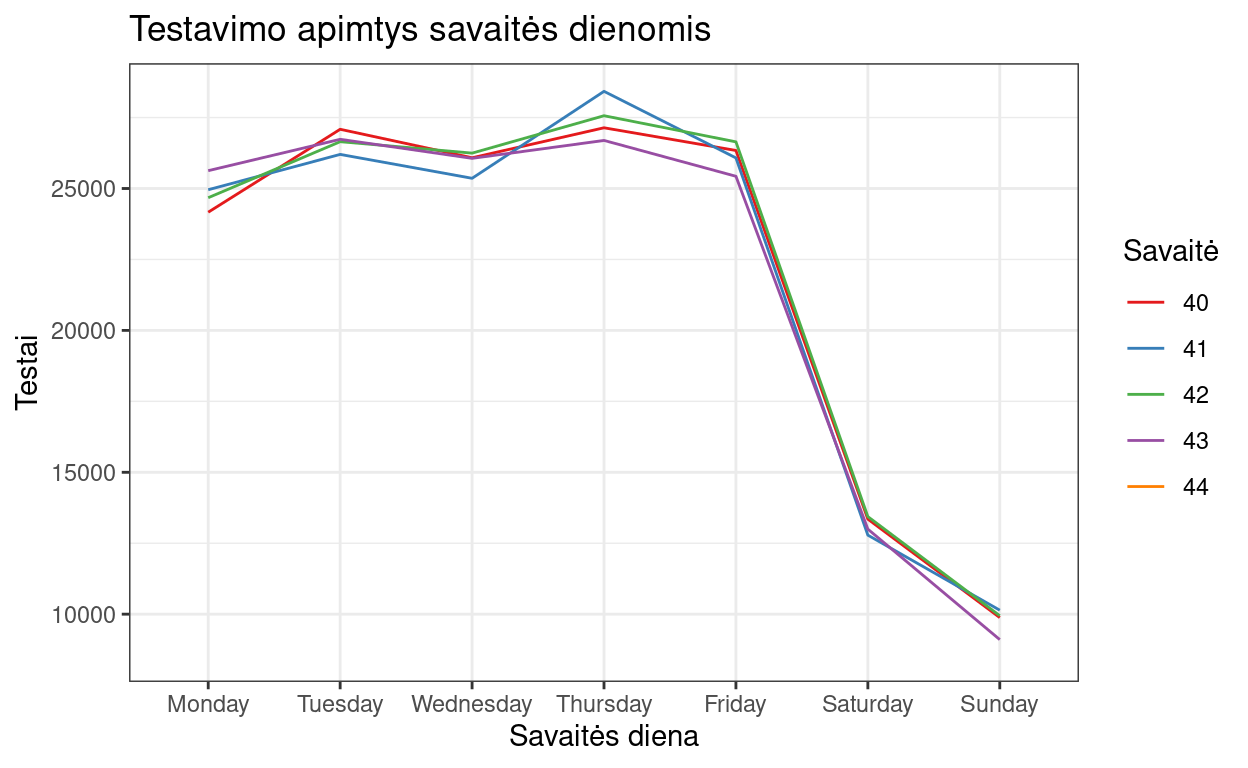 Testavimo apimtys savaitės dienomis
Testai
25000
20000
15000
10000
Monday Tuesday Wednesday Thursday Friday Saturday Sunday
Savaitės diena
Savaitė
40
41
42
43
44